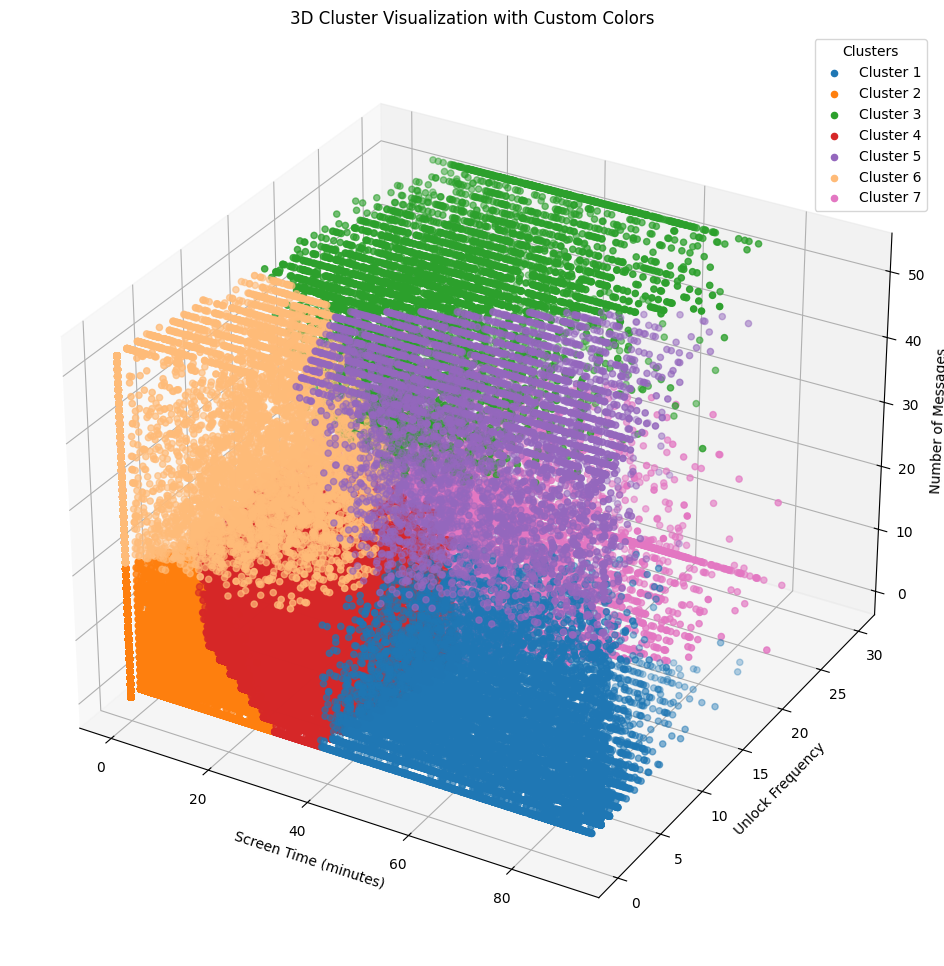 3D Cluster Visualization with Custom Colors
Clusters
Cluster 1
Cluster 2
Cluster 3
Cluster 4
Cluster 5
Cluster 6
Cluster 7
50
40
30
20
10
0
Number of Messages
30
25
20
15
10
5
0
Unlock Frequency
0
20
40
60
80
Screen Time (minutes)